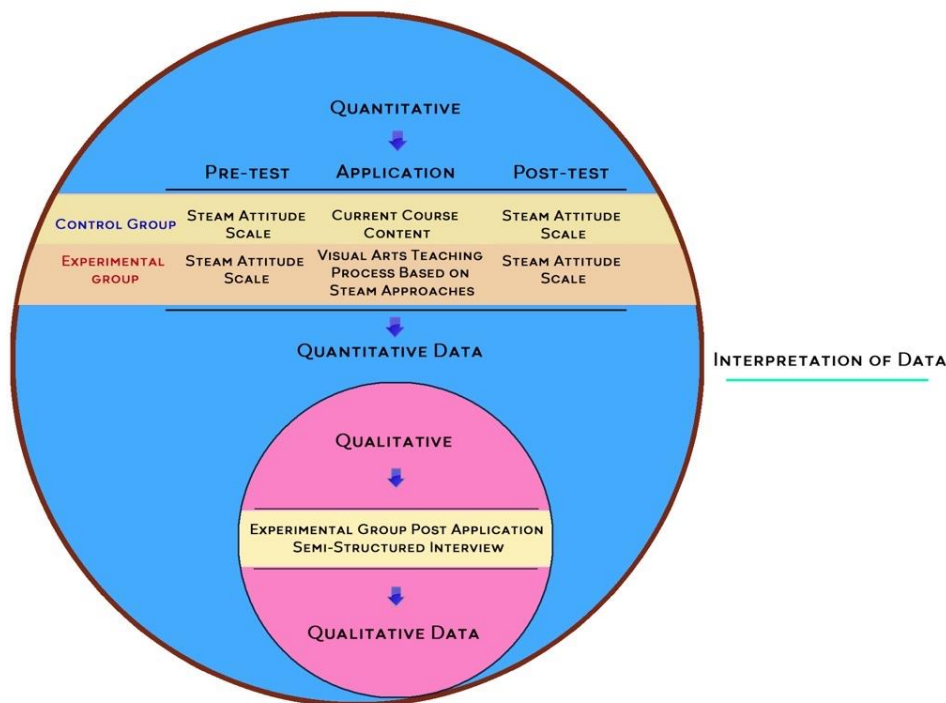 QUANTITATIVE
PRE-TEST APPLICATION POST-TEST
CONTROL GROUP
STEAM ATTITUDE
SCALE
CURRENT COURSE
CONTENT
STEAM ATTITUDE
SCALE
EXPERIMENTAL
GROUP
STEAM ATTITUDE
SCALE
VISUAL ARTS TEACHING
PROCESS BASED ON
STEAM APPROACHES
STEAM ATTITUDE
SCALE
QUANTITATIVE DATA
INTERPRETATION OF DATA
QUALITATIVE
EXPERIMENTAL GROUP POST APPLICATION
SEMI-STRUCTURED INTERVIEW
QUALITATIVE DATA